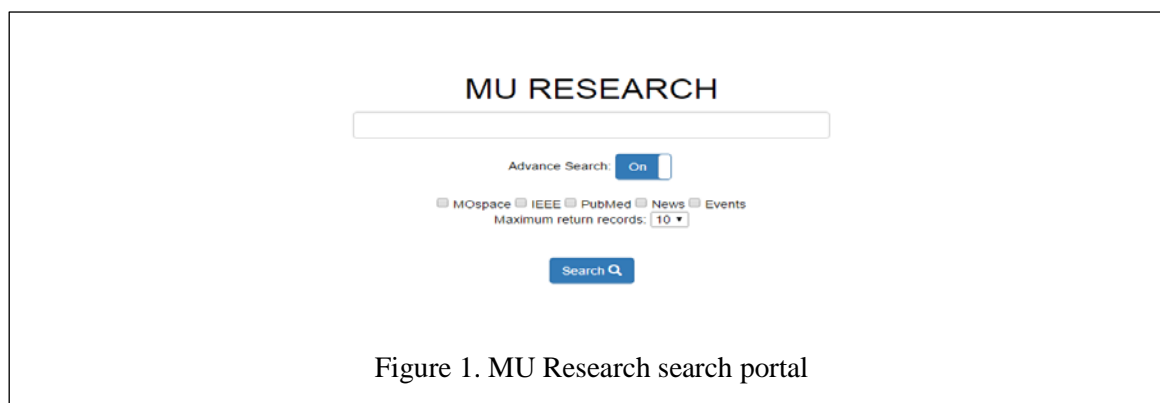 MU RESEARCH
Advance Search: On
MOspace IEEE PubMed News Events
Maximum return records: 10
Search
Figure 1. MU Research search portal